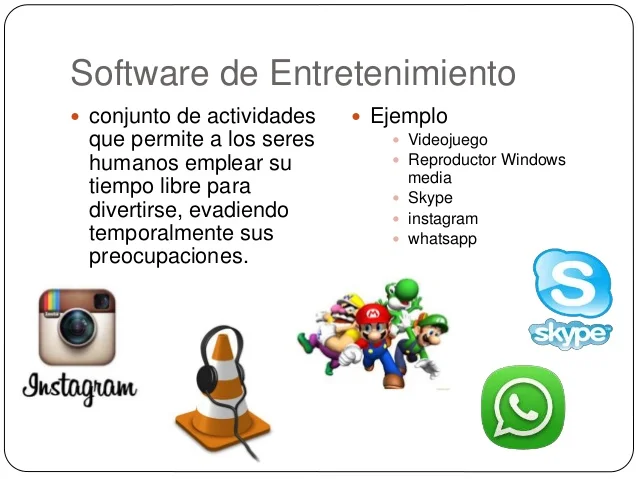 Software de Entretenimiento
conjunto de actividades
que permite a los seres
humanos emplear su
tiempo libre para
divertirse, evadiendo
temporalmente sus
preocupaciones.
Ejemplo
Videojuego
Reproductor Windows
media
Skype
instagram
whatsapp
Instagram
S
skype